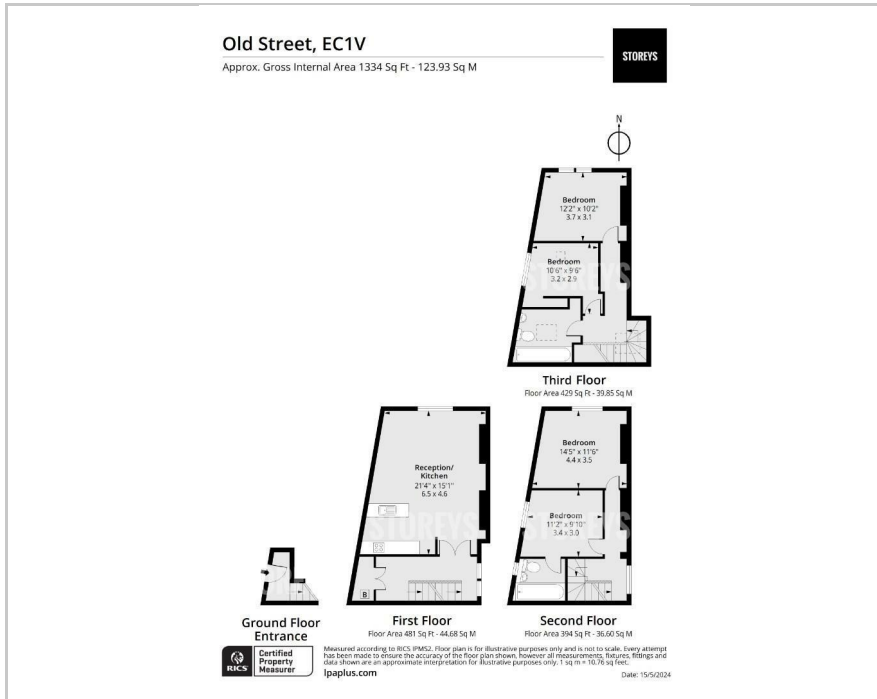 Old Street, EC1V
Approx. Gross Internal Area 1334 Sq Ft - 123.93 Sq M
STOREYS
N
Bedroom
12'2" x 10'2"
3.7 x 3.1
Bedroom
10'6" x 9'6"
3.2 x 2.9
STOREYS
Third Floor
Floor Area 429 Sq Ft - 39.85 Sq M
Reception/
Kitchen
21'4" x 15'1"
6.5 x 4.6
STOREYS
B
First Floor
Floor Area 481 Sq Ft - 44.68 Sq M
Bedroom
14'5" x 11'6"
4.4 x 3.5
Bedroom
11'2" x 9'10"
3.4 x 3.0
STOREYS
Second Floor
Floor Area 394 Sq Ft - 36.60 Sq M
Ground Floor
Entrance
RICS
Certified
Property
Measurer
Measured according to RICS IPMS2. Floor plan is for illustrative purposes only and is not to scale. Every attempt
has been made to ensure the accuracy of the floor plan shown, however all measurements, fixtures, fittings and
data shown are an approximate interpretation for illustrative purposes only. 1 sq m = 10.76 sq feet.
lpaplus.com
Date: 15/5/2024